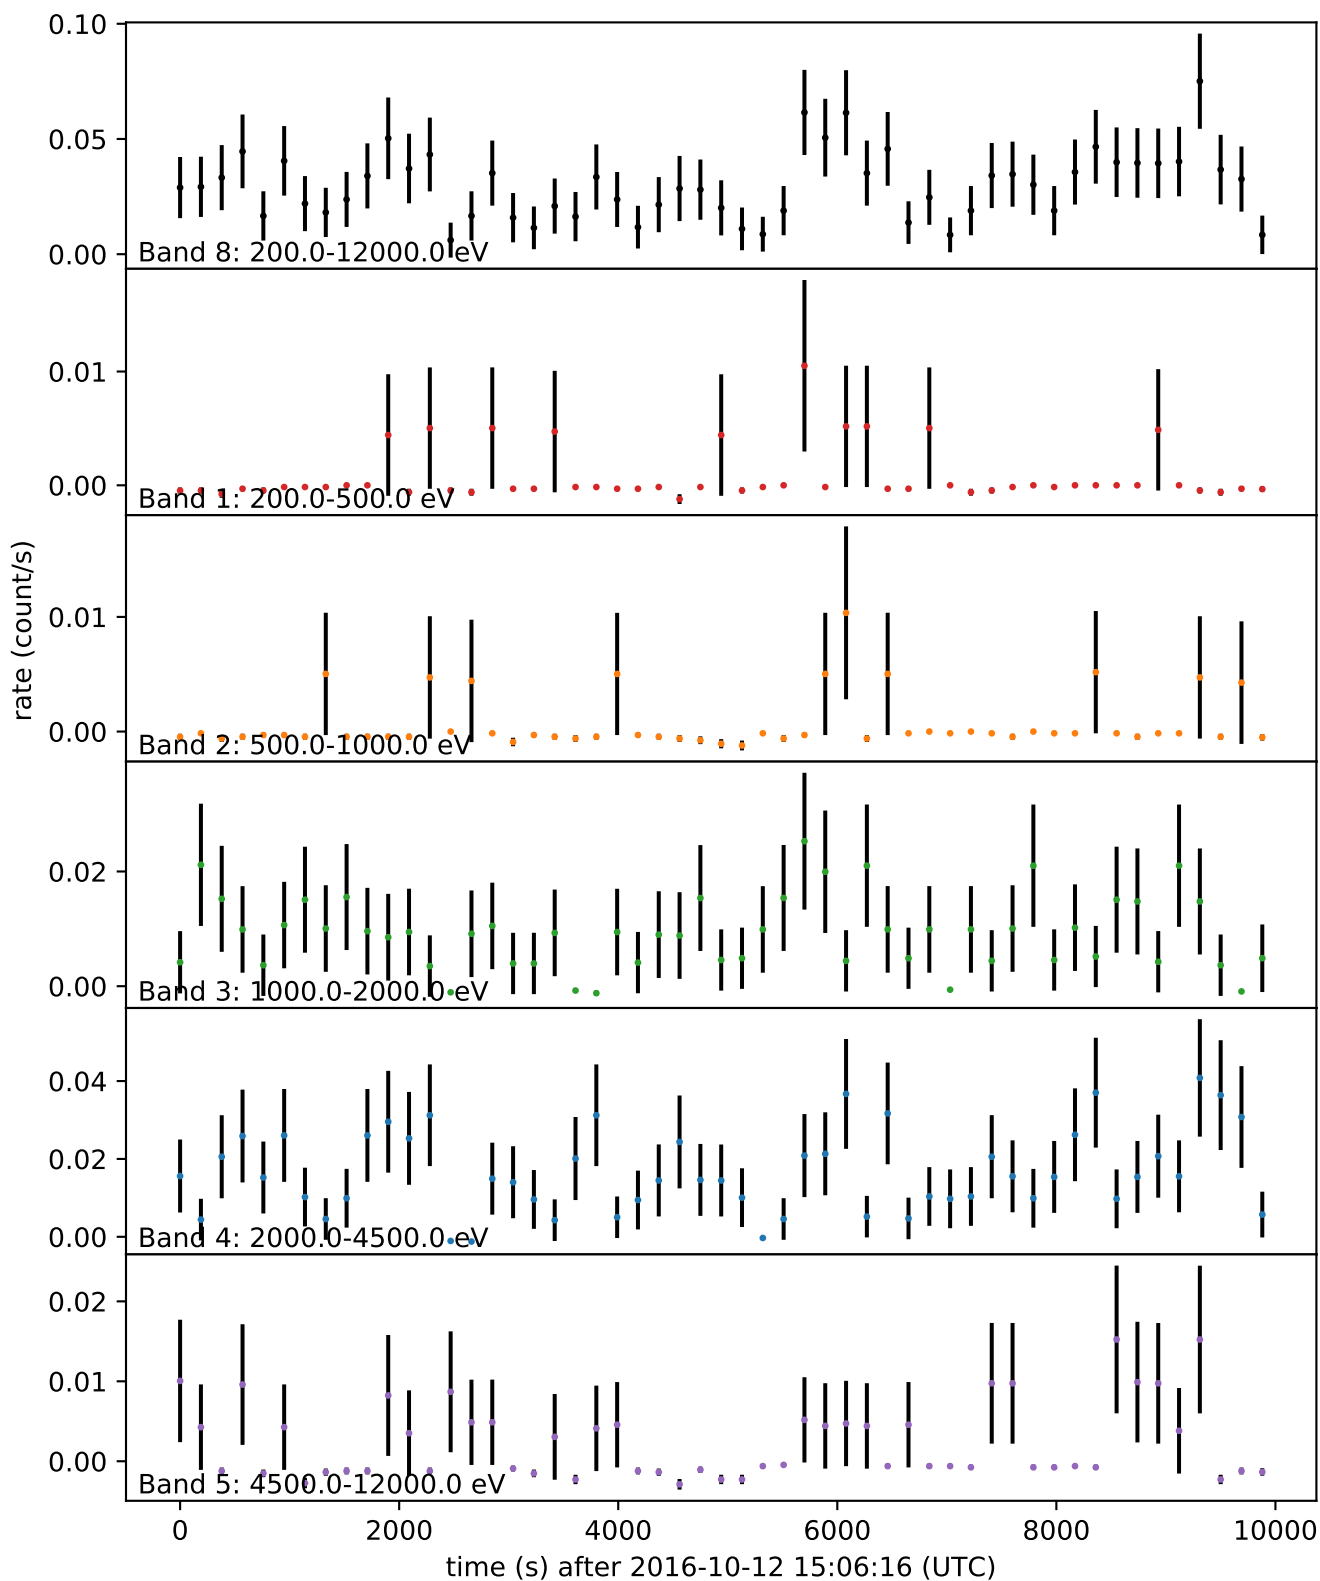 0.10
0.05
0.00
Band 8: 200.0-12000.0 eV
0.01
0.00
Band 1: 200.0-500.0 eV
rate (count/s)
0.01
0.00
Band 2: 500.0-1000.0 eV
0.02
0.00
Band 3: 1000.0-2000.0 eV
0.04
0.02
0.00
Band 4: 2000.0-4500.0 eV
0.02
0.01
0.00
Band 5: 4500.0-12000.0 eV
0 2000 4000 6000 8000 10000
time (s) after 2016-10-12 15:06:16 (UTC)